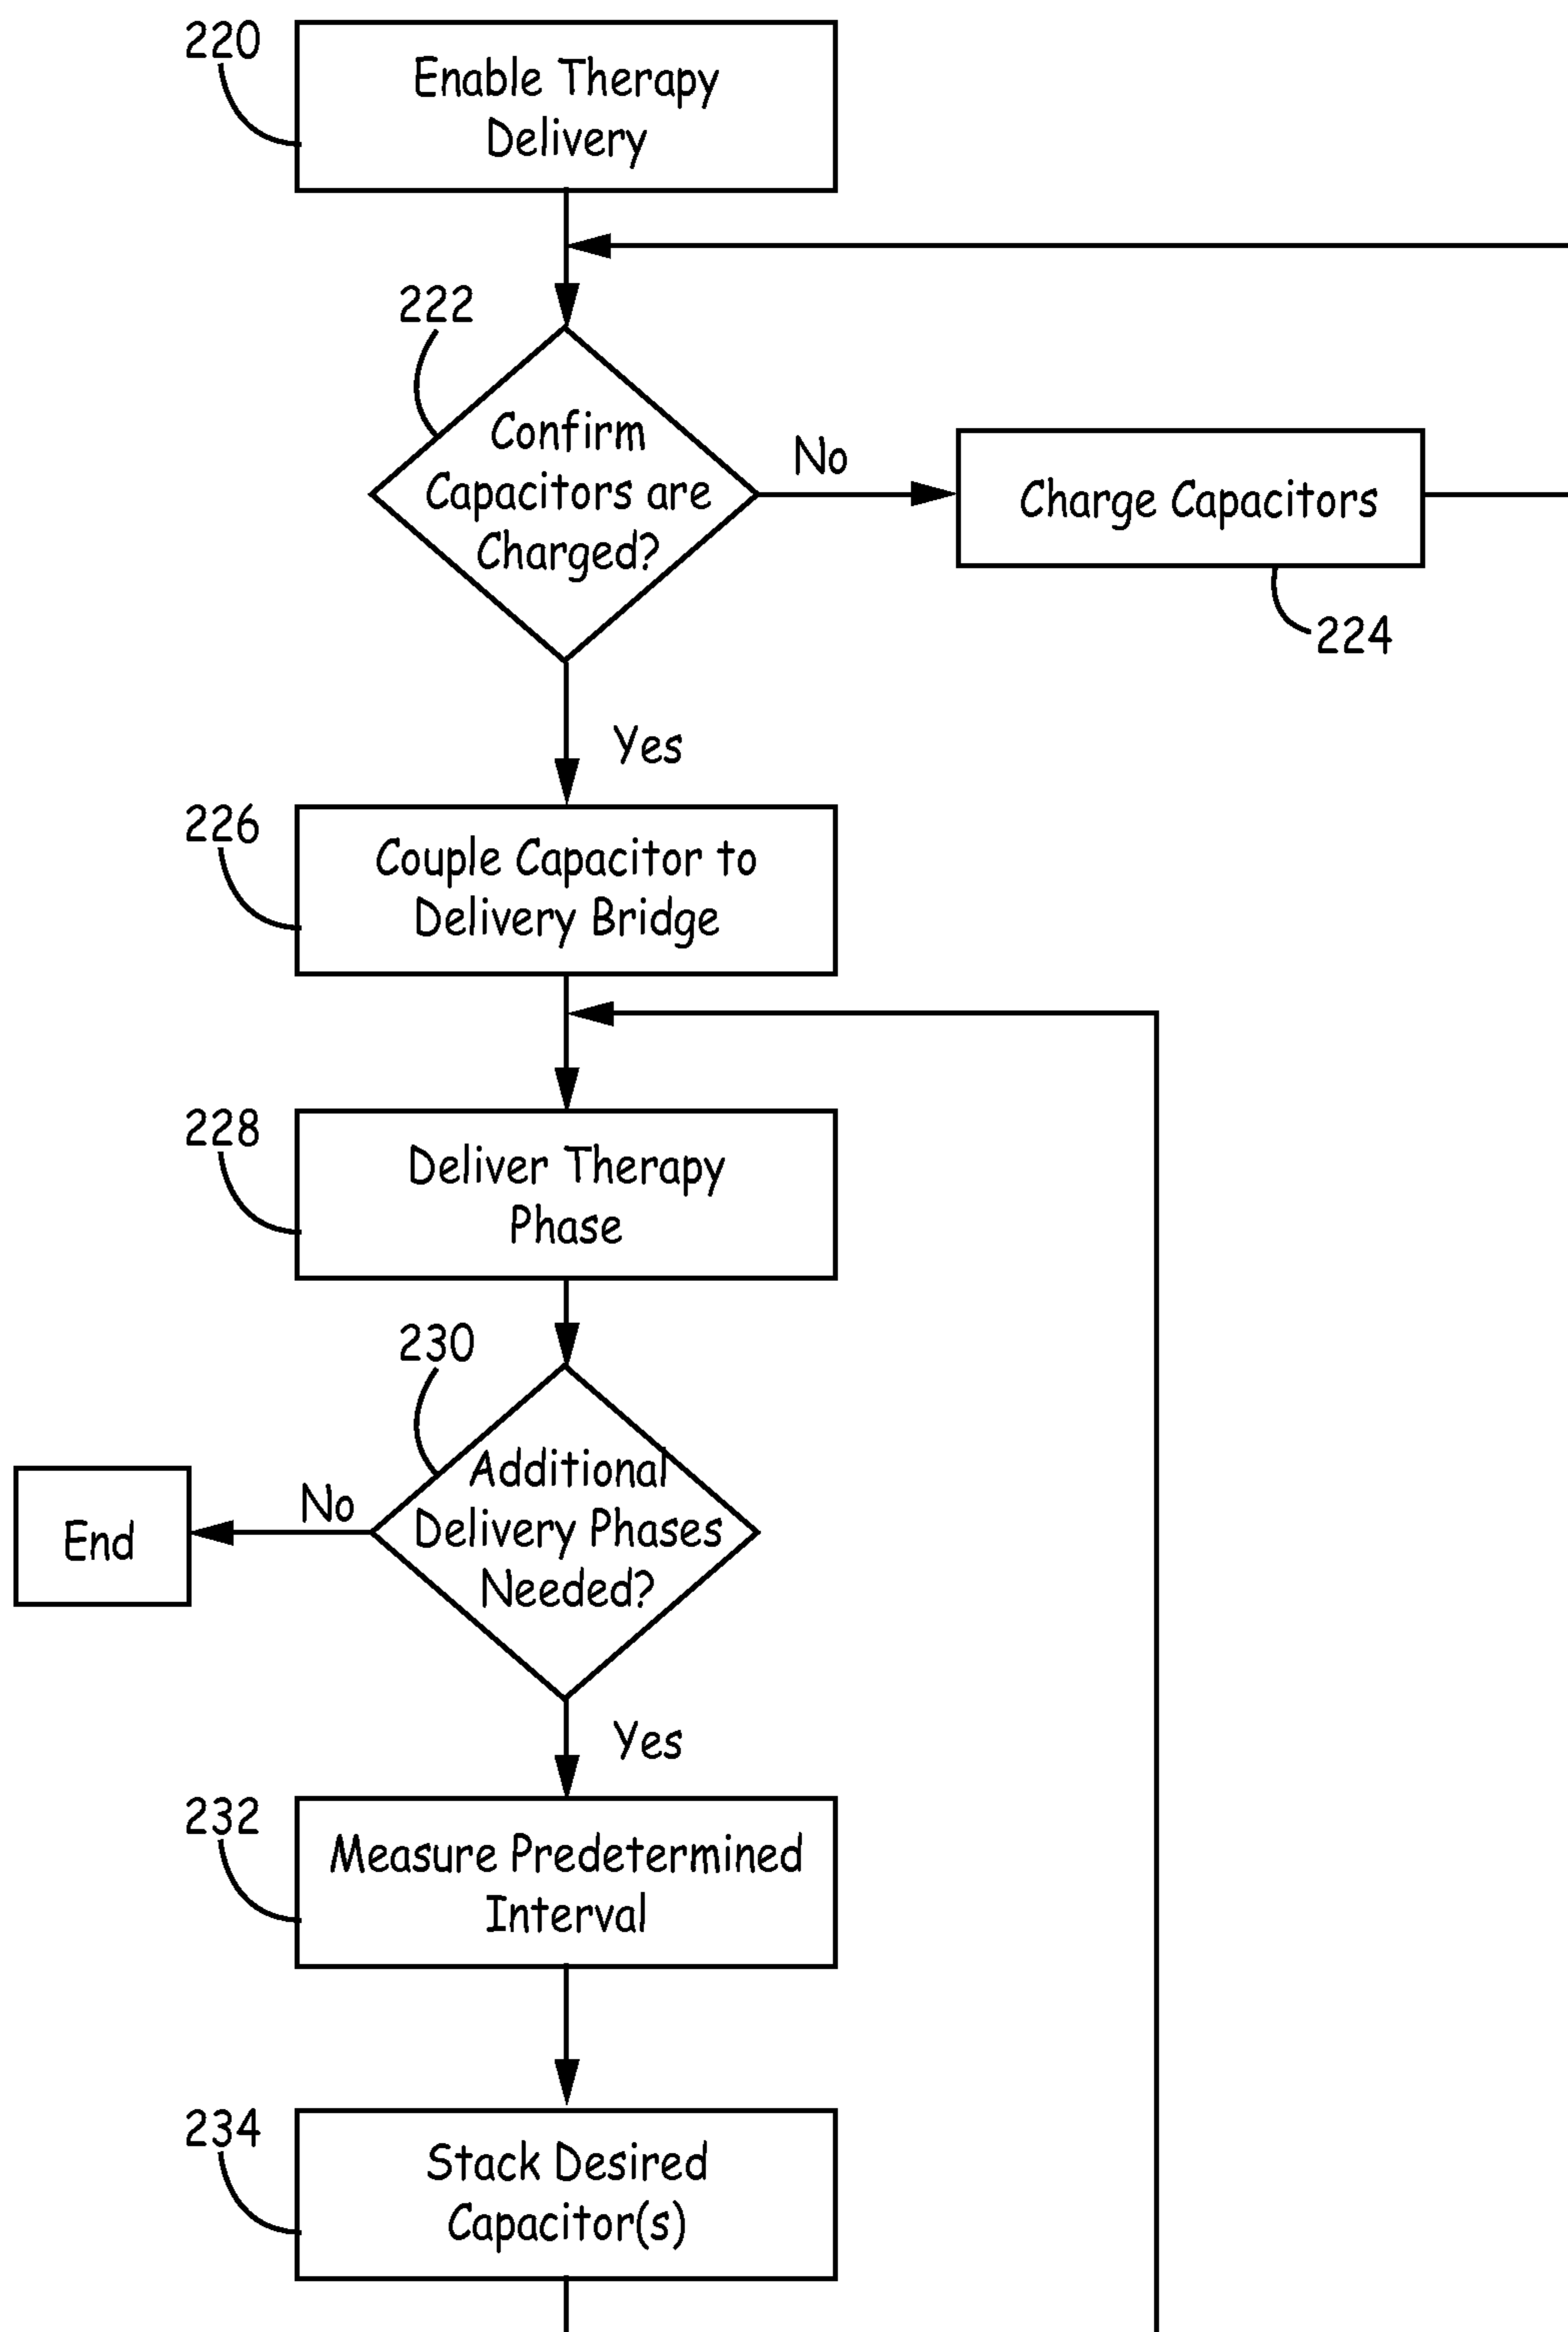 220
Enable Therapy
Delivery
222
Confirm
Capacitors are
Charged?
No
Charge Capacitors
224
Yes
226
Couple Capacitor to
Delivery Bridge
228
Deliver Therapy
Phase
230
Additional
Delivery Phases
Needed?
No
End
Yes
232
Measure Predetermined
Interval
234
Stack Desired
Capacitor(s)